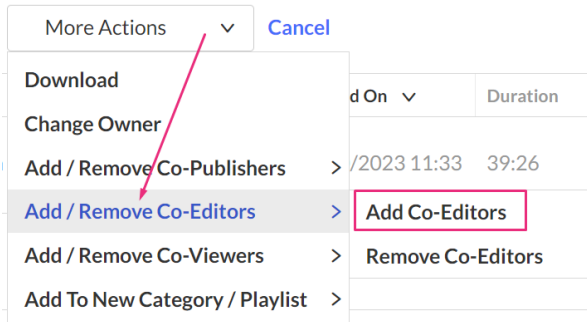 More Actions
Cancel
Download
d On
Duration
Change Owner
Add / Remove Co-Publishers
/2023 11:33
39:26
Add / Remove Co-Editors
Add Co-Editors
Add / Remove Co-Viewers
Remove Co-Editors
Add To New Category / Playlist